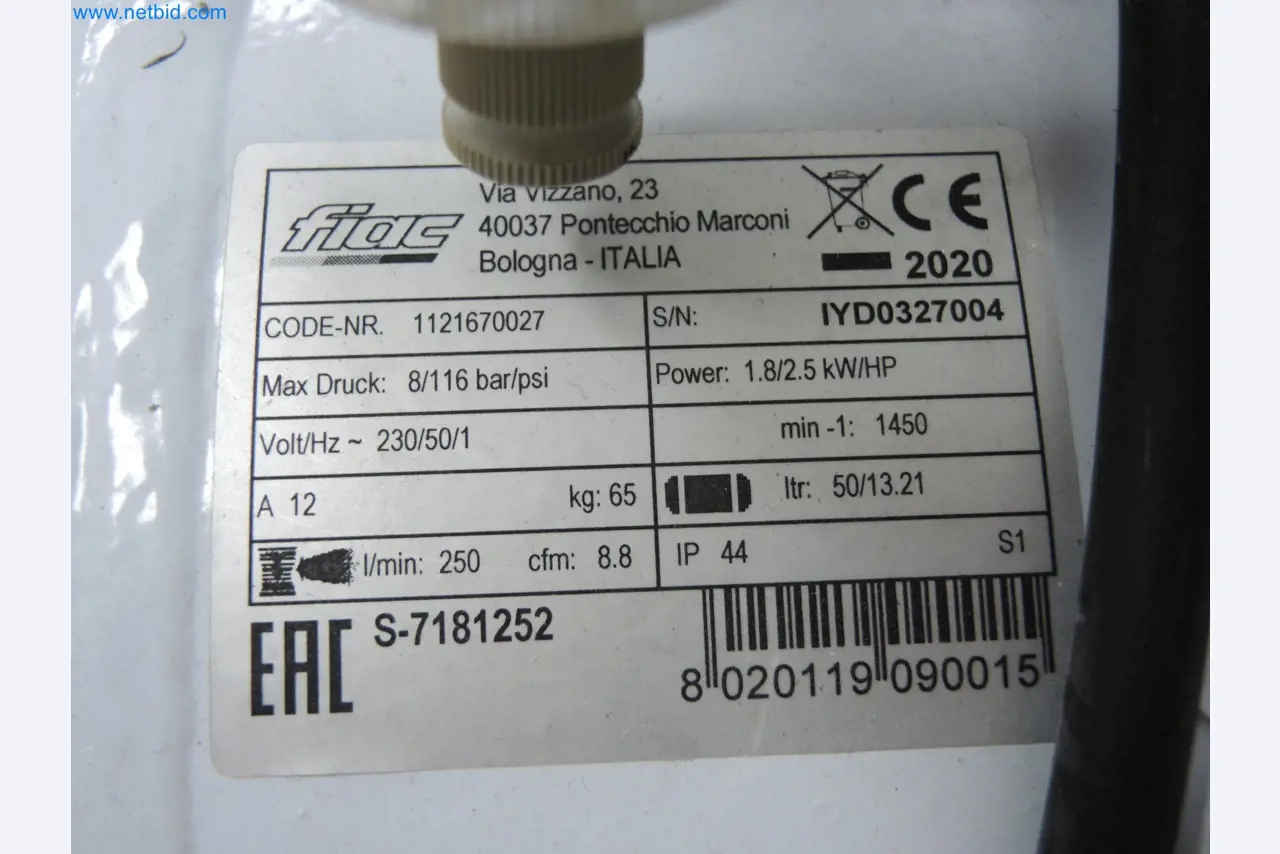 www.netbid.com
fiac
Via Vizzano, 23
40037 Pontecchio Marconi
Bologna - ITALIA
CE
2020
CODE-NR. 1121670027
S/N: IYD0327004
Max Druck: 8/116 bar/psi
Power: 1.8/2.5 kW/HP
Volt/Hz ~ 230/50/1
min -1: 1450
A 12 kg: 65
ltr: 50/13.21
l/min: 250 cfm: 8.8
IP 44 S1
EAC
S-7181252
8 020119 090015